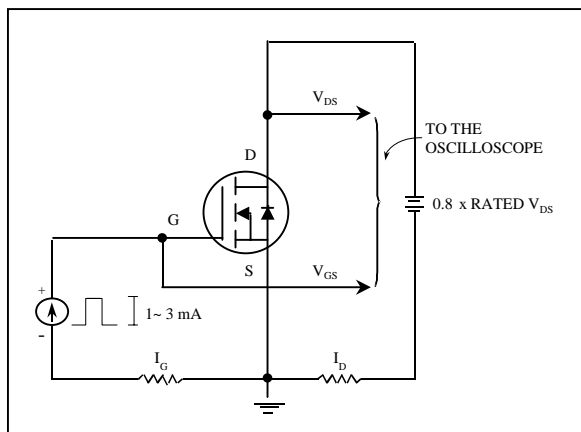 V_DS
TO THE
OSCILLOSCOPE
D
0.8 x RATED V_DS
G
S
V_GS
+
1~ 3 mA
-
I_G
I_D